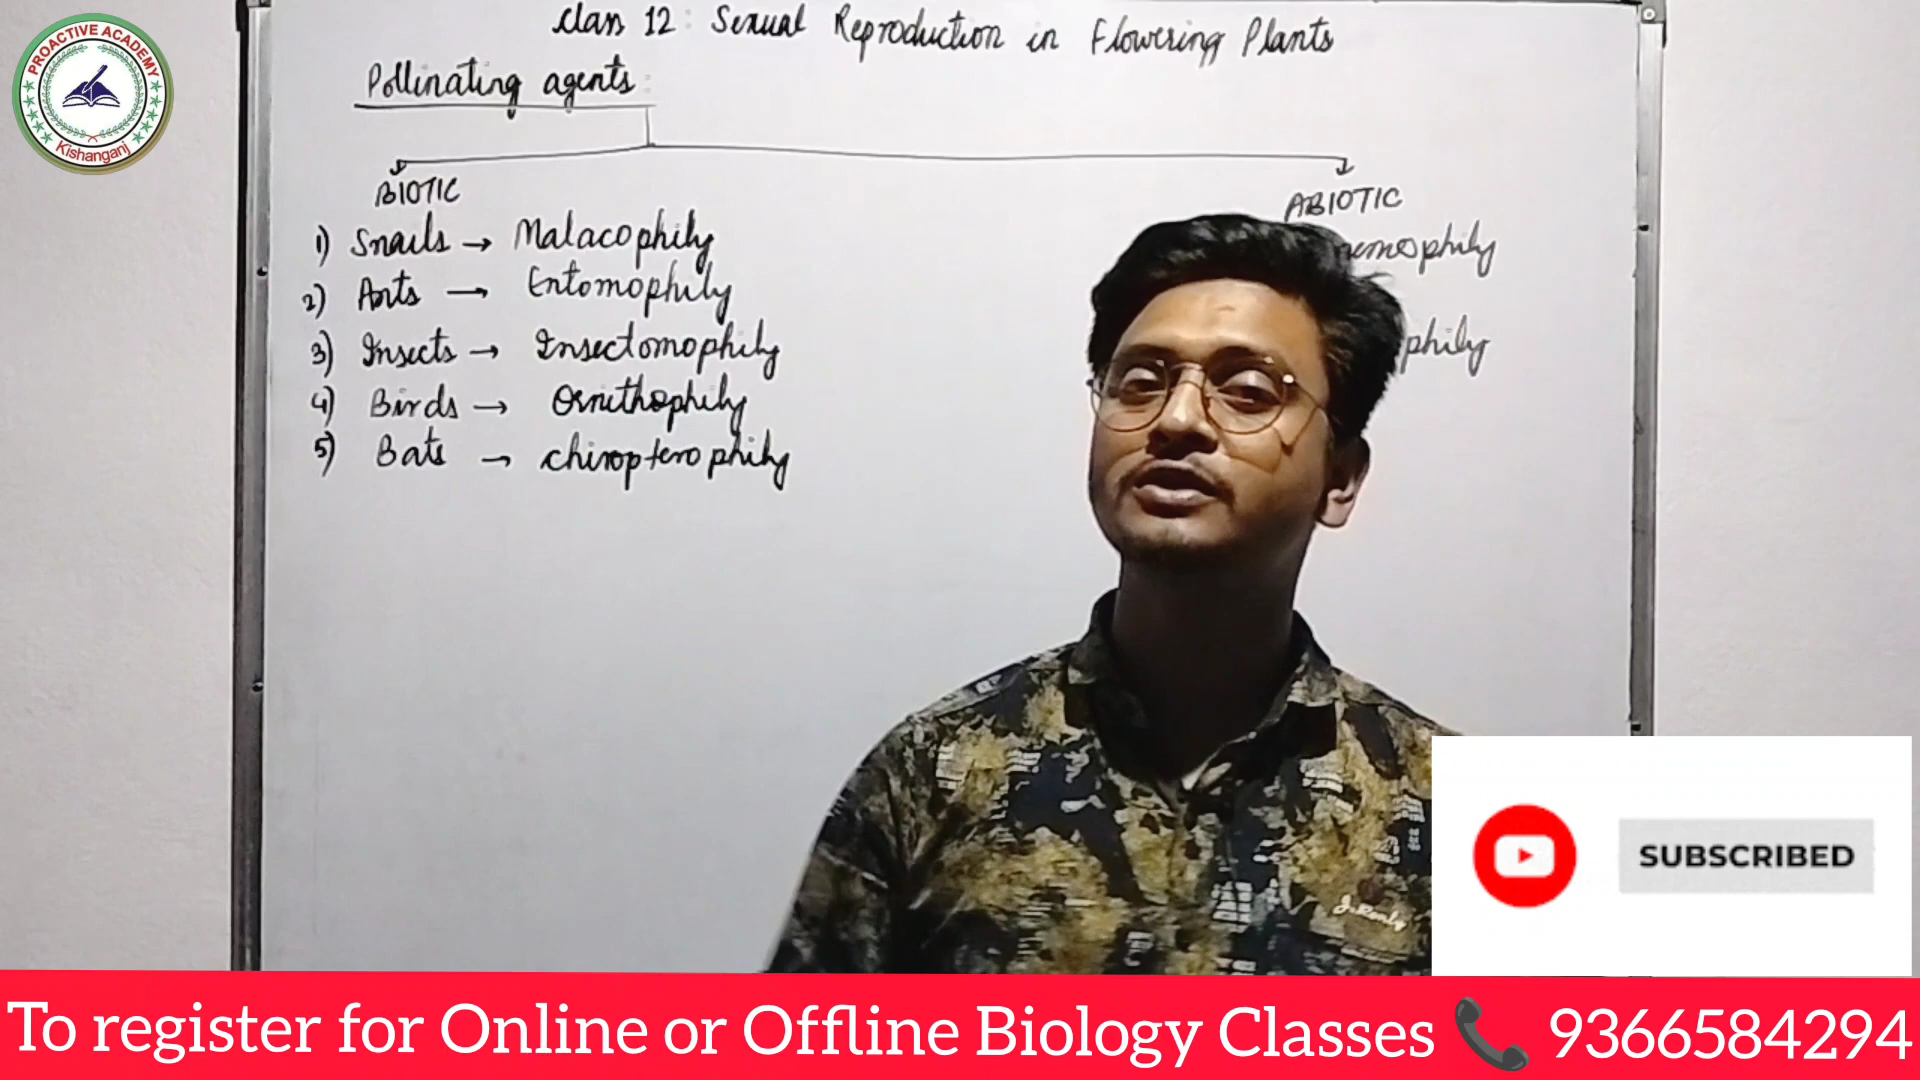 PROACTIVE ACADEMY
Kishanganj
Class 12 : Sexual Reproduction in Flowering Plants
Pollinating agents :
BIOTIC
1) Snails → Malacophily
2) Ants → Entomophily
3) Insects → Insectomophily
4) Birds → Ornithophily
5) Bats → chiropterophily
ABIOTIC
nemophily
philly
SUBSCRIBED
To register for Online or Offline Biology Classes 📞 9366584294